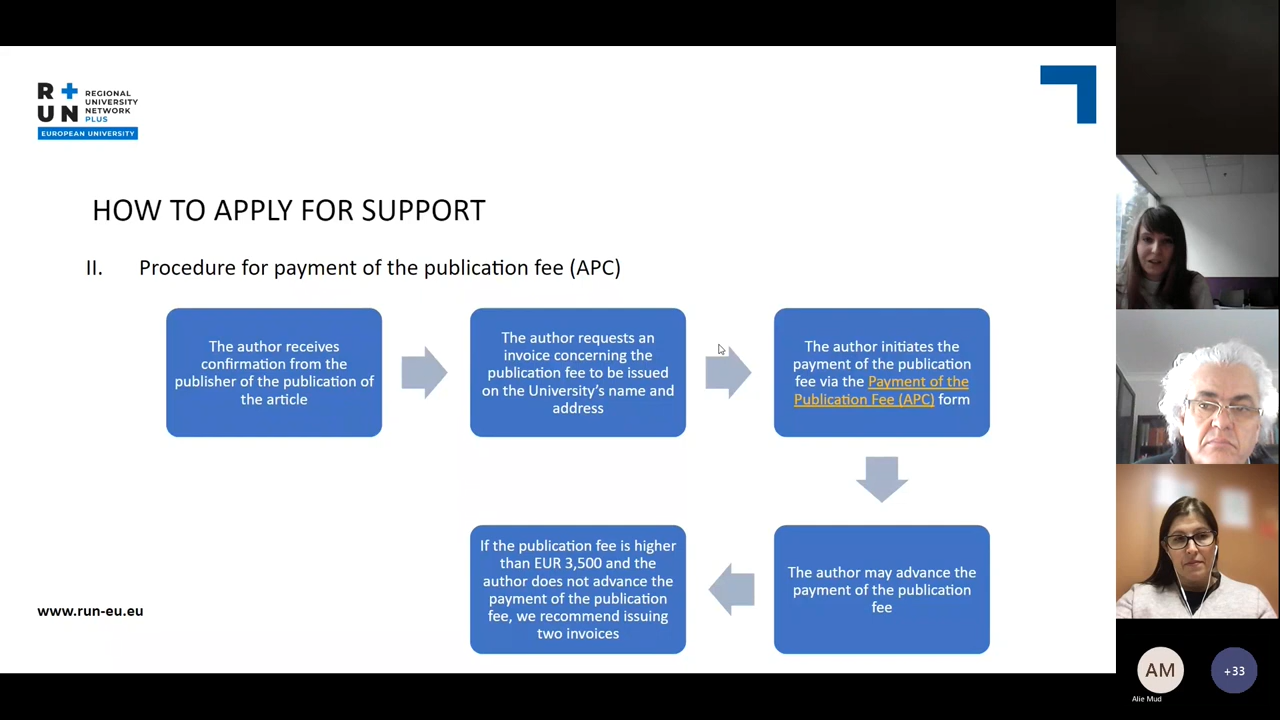 R+
UN
REGIONAL
UNIVERSITY
NETWORK
PLUS
EUROPEAN UNIVERSITY
HOW TO APPLY FOR SUPPORT
II. Procedure for payment of the publication fee (APC)
The author receives
confirmation from the
publisher of the publication of
the article
The author requests an
invoice concerning the
publication fee to be issued
on the University's name and
address
The author initiates the
payment of the publication
fee via the Payment of the
Publication Fee (APC) form
The author may advance the
payment of the publication
fee
If the publication fee is higher
than EUR 3,500 and the
author does not advance the
payment of the publication
fee, we recommend issuing
two invoices
www.run-eu.eu
AM
Alie Mud
+33